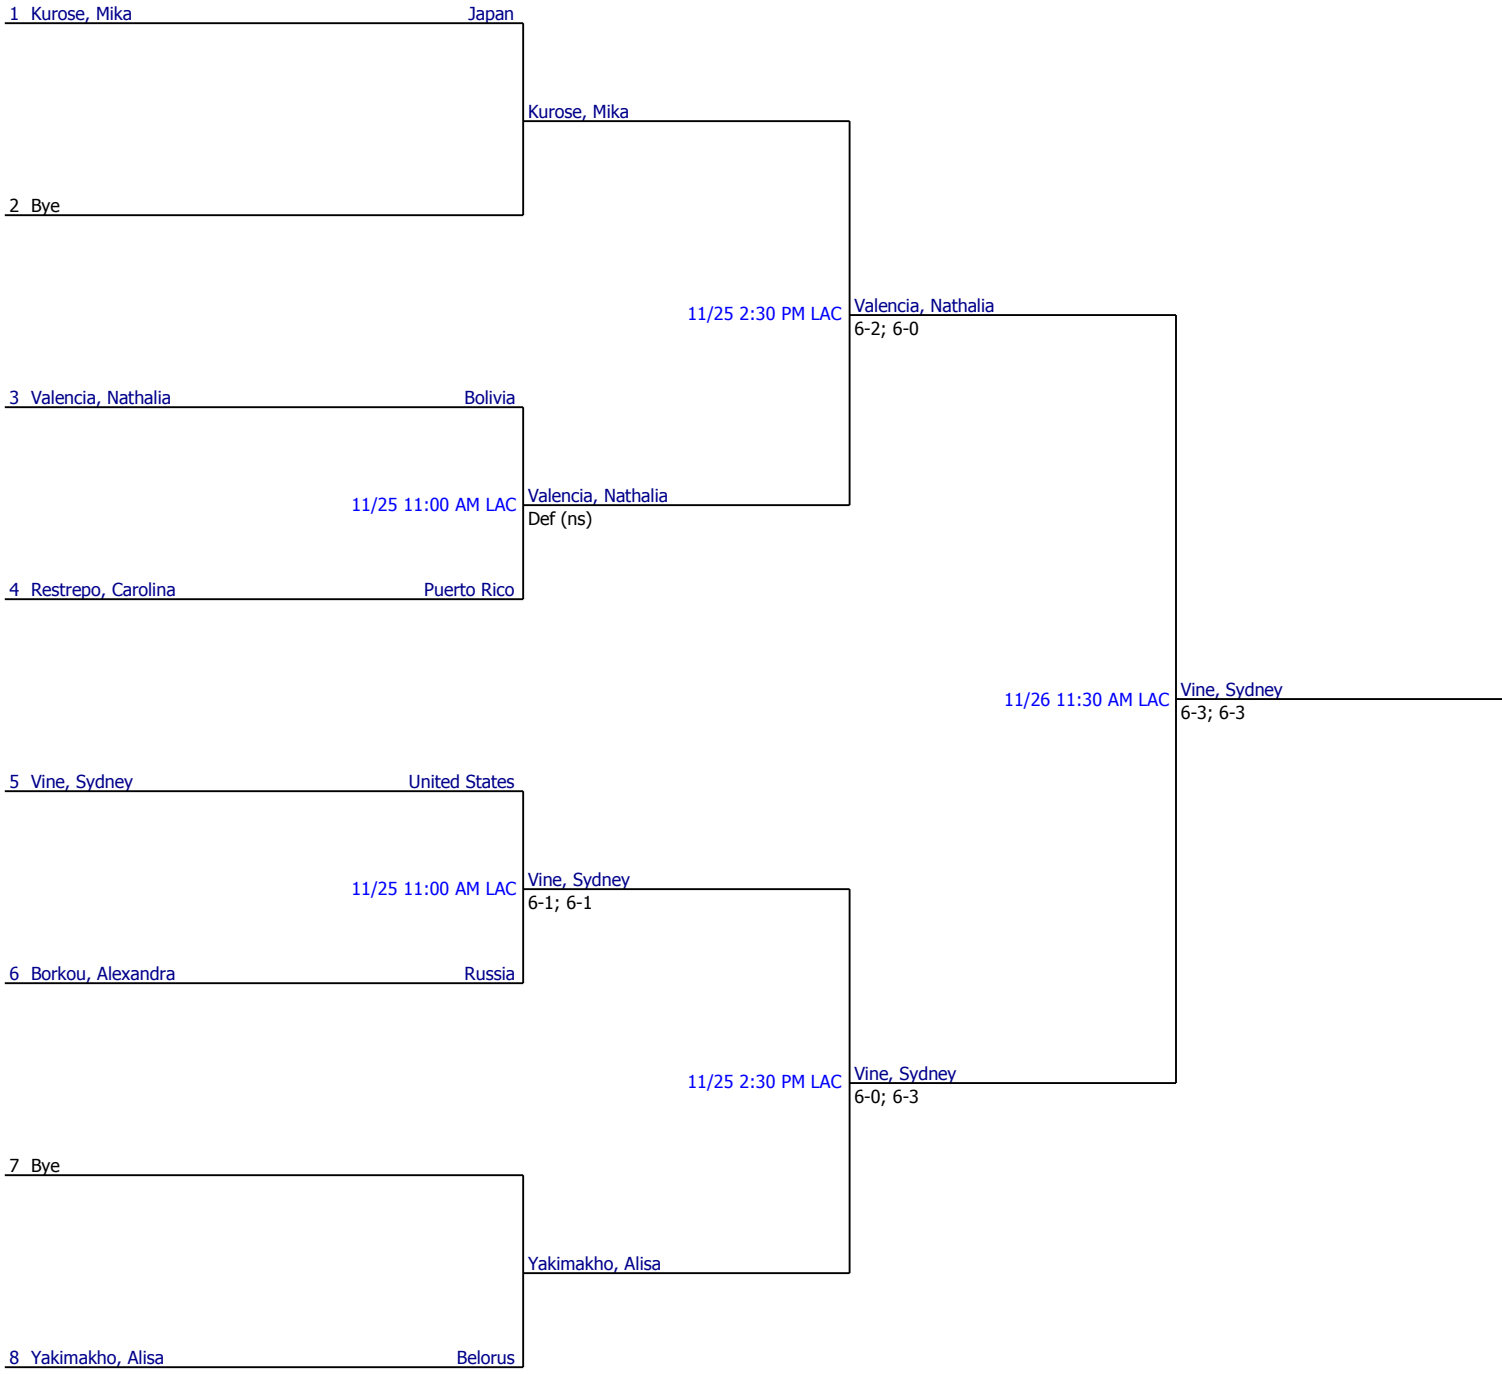 1 Kurose, Mika Japan
Kurose, Mika
2 Bye
11/25 2:30 PM LAC Valencia, Nathalia
6-2; 6-0
3 Valencia, Nathalia Bolivia
11/25 11:00 AM LAC Valencia, Nathalia
Def (ns)
4 Restrepo, Carolina Puerto Rico
11/26 11:30 AM LAC Vine, Sydney
6-3; 6-3
5 Vine, Sydney United States
11/25 11:00 AM LAC Vine, Sydney
6-1; 6-1
6 Borkou, Alexandra Russia
11/25 2:30 PM LAC Vine, Sydney
6-0; 6-3
7 Bye
Yakimakho, Alisa
8 Yakimakho, Alisa Belorus